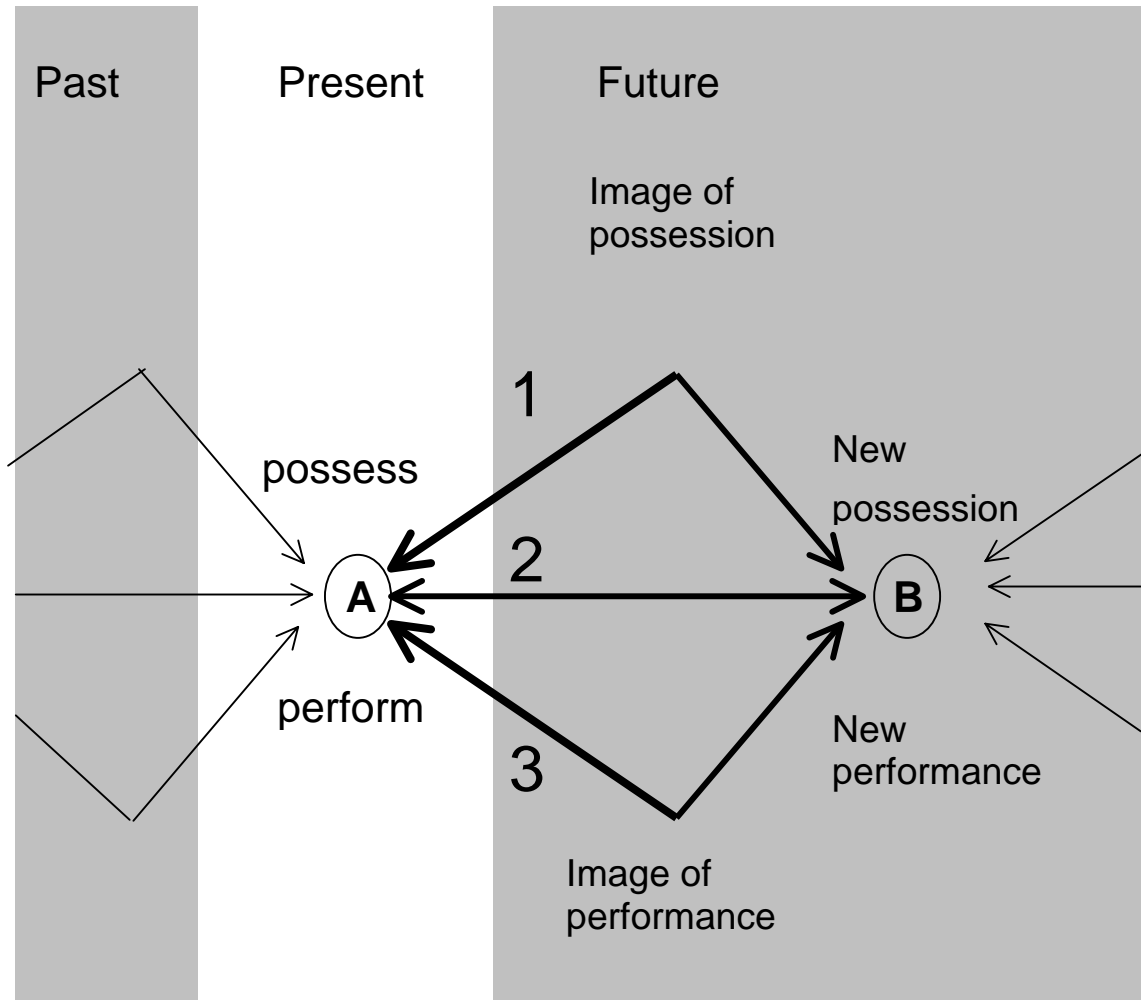 Past Present Future
Image of
possession
1
possess
New
possession
2
A B
perform
3
New
performance
Image of
performance